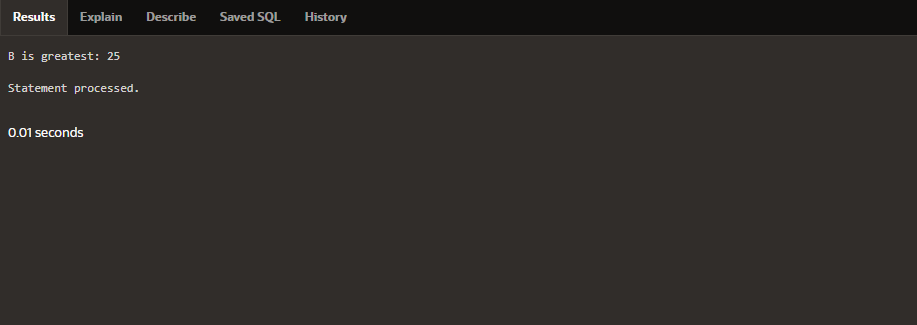 Results Explain Describe Saved SQL History
B is greatest: 25
Statement processed.
0.01 seconds